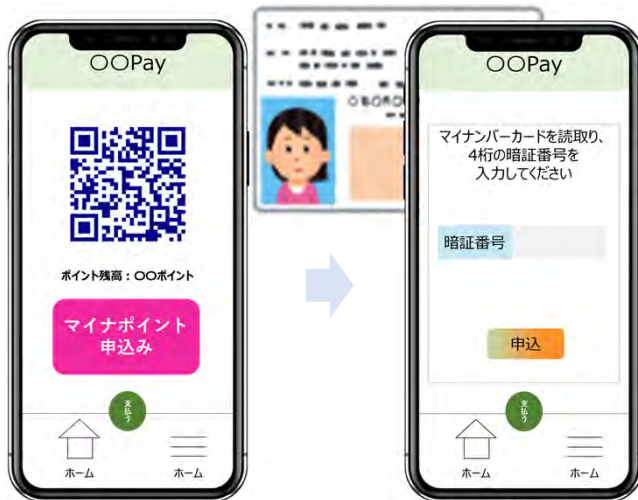 〇〇Pay
ポイント残高：〇〇ポイント
マイナポイント
申込み
支払う
ホーム
ホーム
〇〇Pay
マイナンバーカードを読取り、
4桁の暗証番号を
入力してください
暗証番号
申込
支払う
ホーム
ホーム